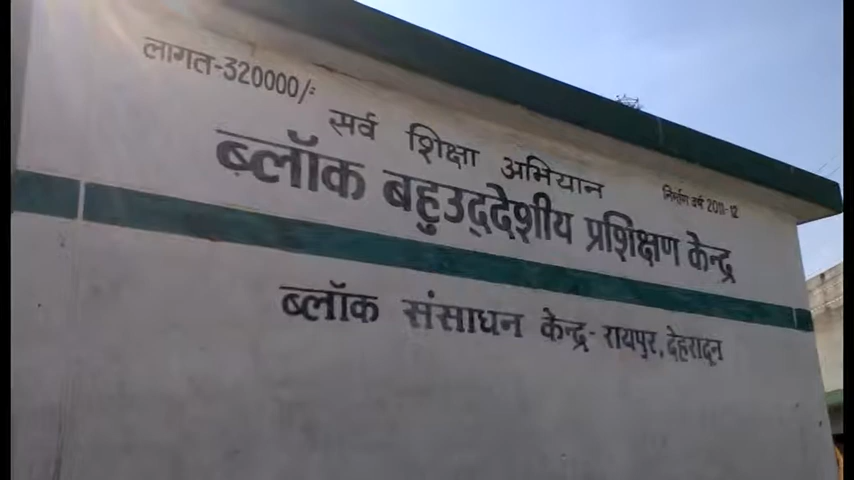 लागत-320000/-
सर्व शिक्षा अभियान
निर्माण वर्ष 2011-12
ब्लॉक बहुउद्देशीय प्रशिक्षण केन्द्र
ब्लॉक संसाधन केन्द्र-रायपुर, देहरादून